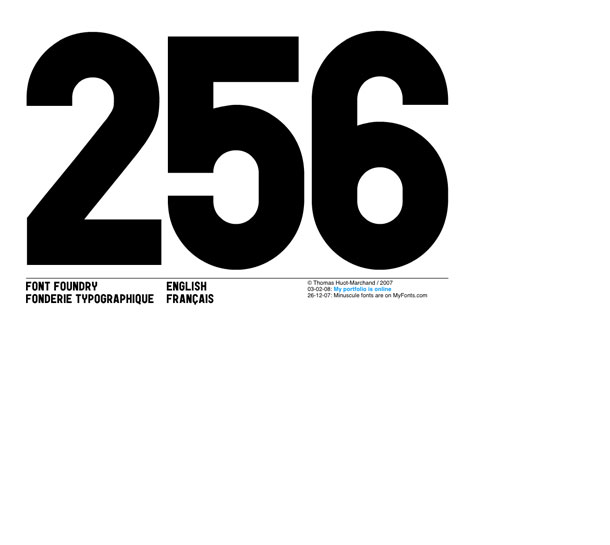 256
FONT FOUNDRY
FONDERIE TYPOGRAPHIQUE
ENGLISH
FRANÇAIS
© Thomas Huot-Marchand / 2007
03-02-08: My portfolio is online
26-12-07: Minuscule fonts are on MyFonts.com